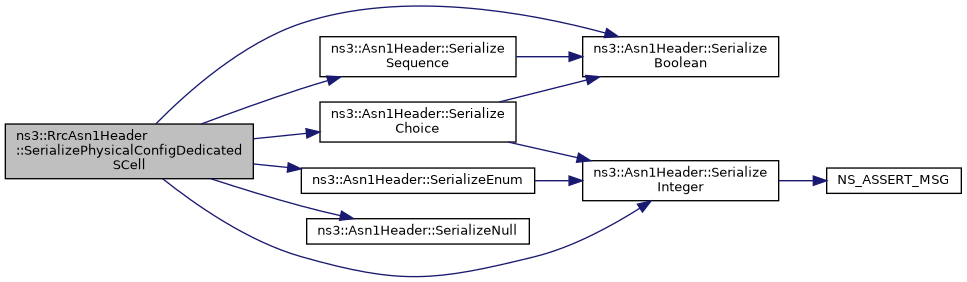 ns3::RrcAsn1Header
::SerializePhysicalConfigDedicated
SCell
ns3::Asn1Header::Serialize
Sequence
ns3::Asn1Header::Serialize
Boolean
ns3::Asn1Header::Serialize
Choice
ns3::Asn1Header::SerializeEnum
ns3::Asn1Header::Serialize
Integer
NS_ASSERT_MSG
ns3::Asn1Header::SerializeNull